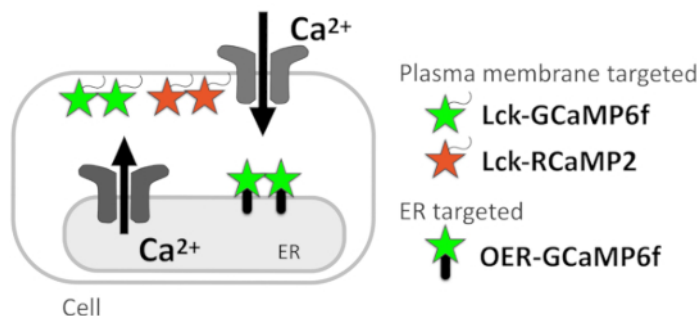 Ca²⁺
Ca²⁺
ER
Cell
Plasma membrane targeted
Lck-GCaMP6f
Lck-RCaMP2
ER targeted
OER-GCaMP6f